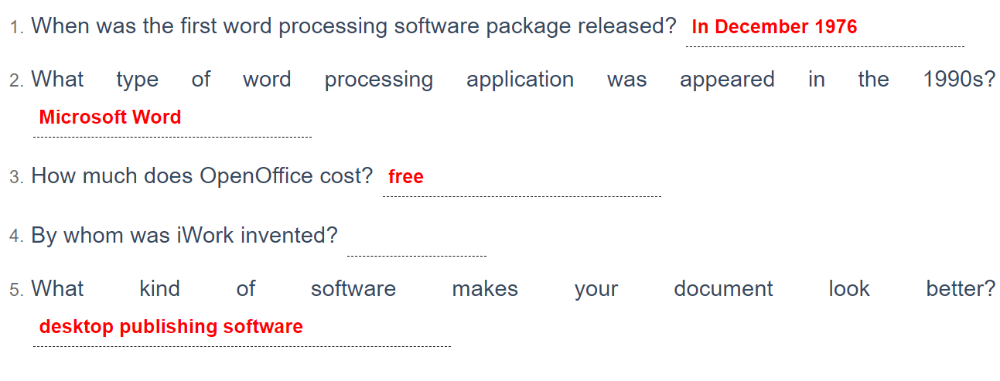 1. When was the first word processing software package released? In December 1976
2. What type of word processing application was appeared in the 1990s?
Microsoft Word
3. How much does OpenOffice cost? free
4. By whom was iWork invented?
5. What kind of software makes your document look better?
desktop publishing software